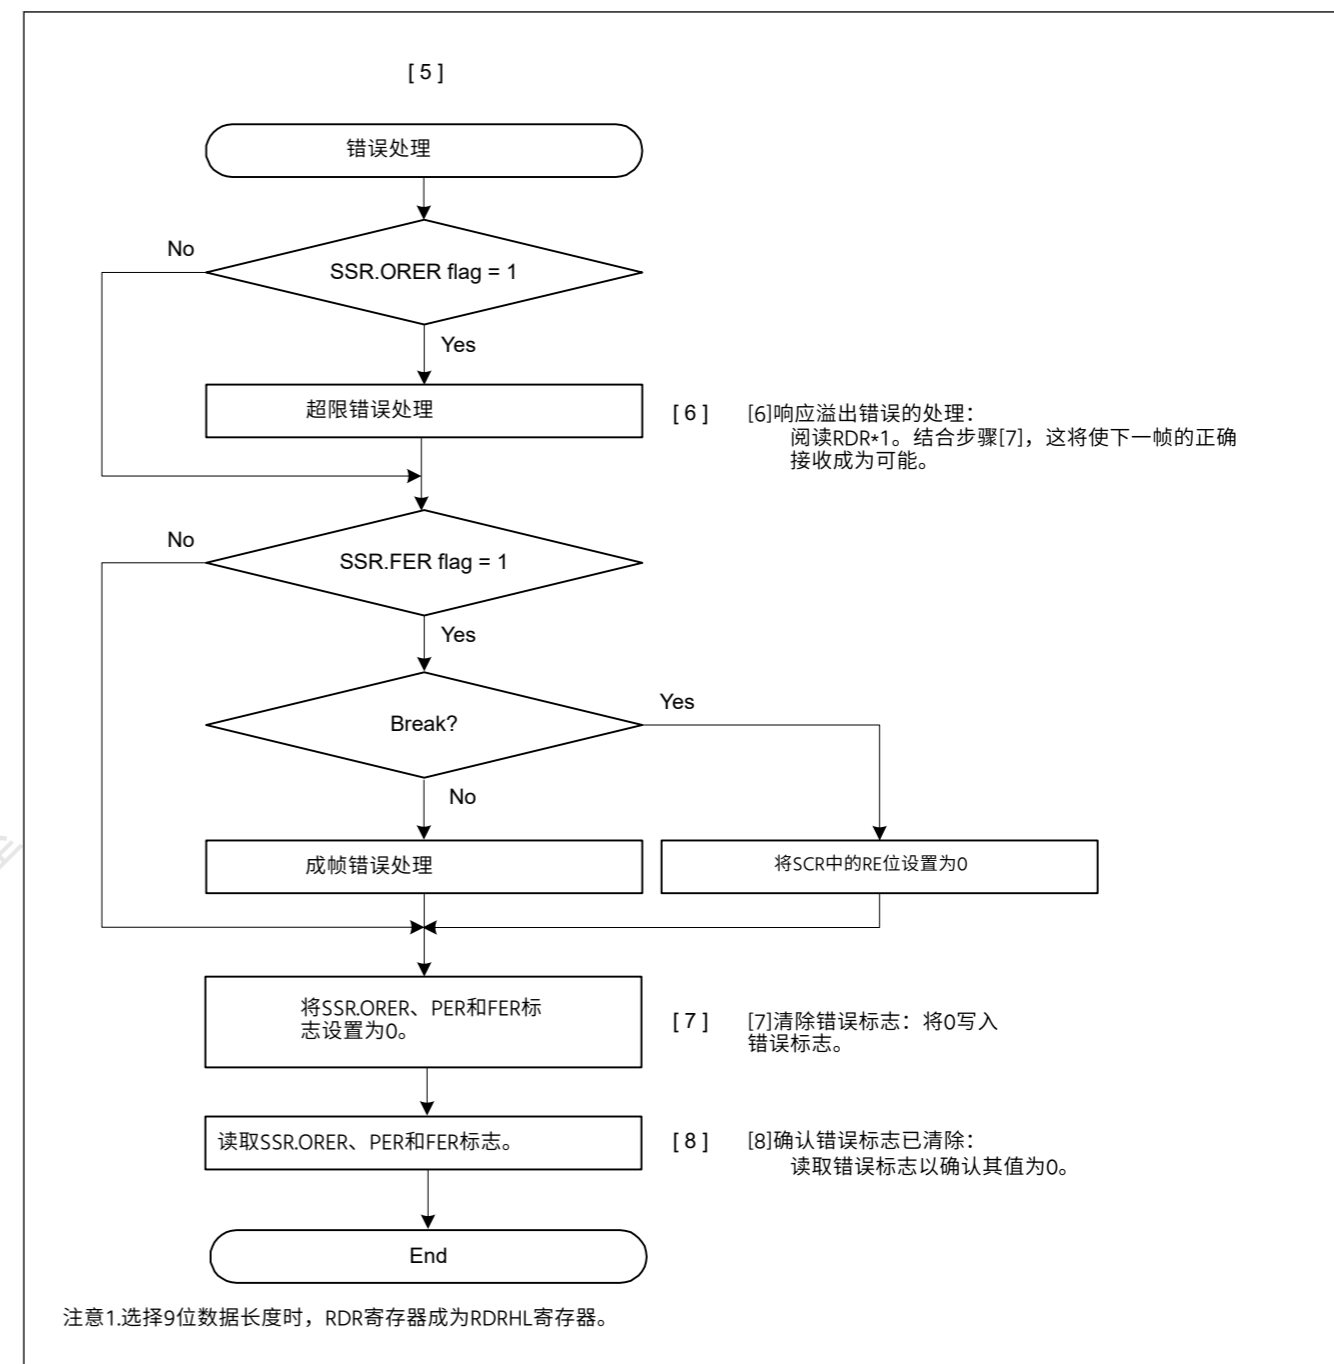 [ 5 ]
错误处理
No
SSR.ORER flag = 1
Yes
超限错误处理
[ 6 ]
[6]响应溢出错误的处理：
阅读RDR*1。结合步骤[7]，这将使下一帧的正确
接收成为可能。
No
SSR.FER flag = 1
Yes
Break?
Yes
No
成帧错误处理
将SCR中的RE位设置为0
将SSR.ORER、PER和FER标
志设置为0。
[ 7 ]
[7]清除错误标志：将0写入
错误标志。
读取SSR.ORER、PER和FER标志。
[ 8 ]
[8]确认错误标志已清除：
读取错误标志以确认其值为0。
End
注意1.选择9位数据长度时，RDR寄存器成为RDRHL寄存器。